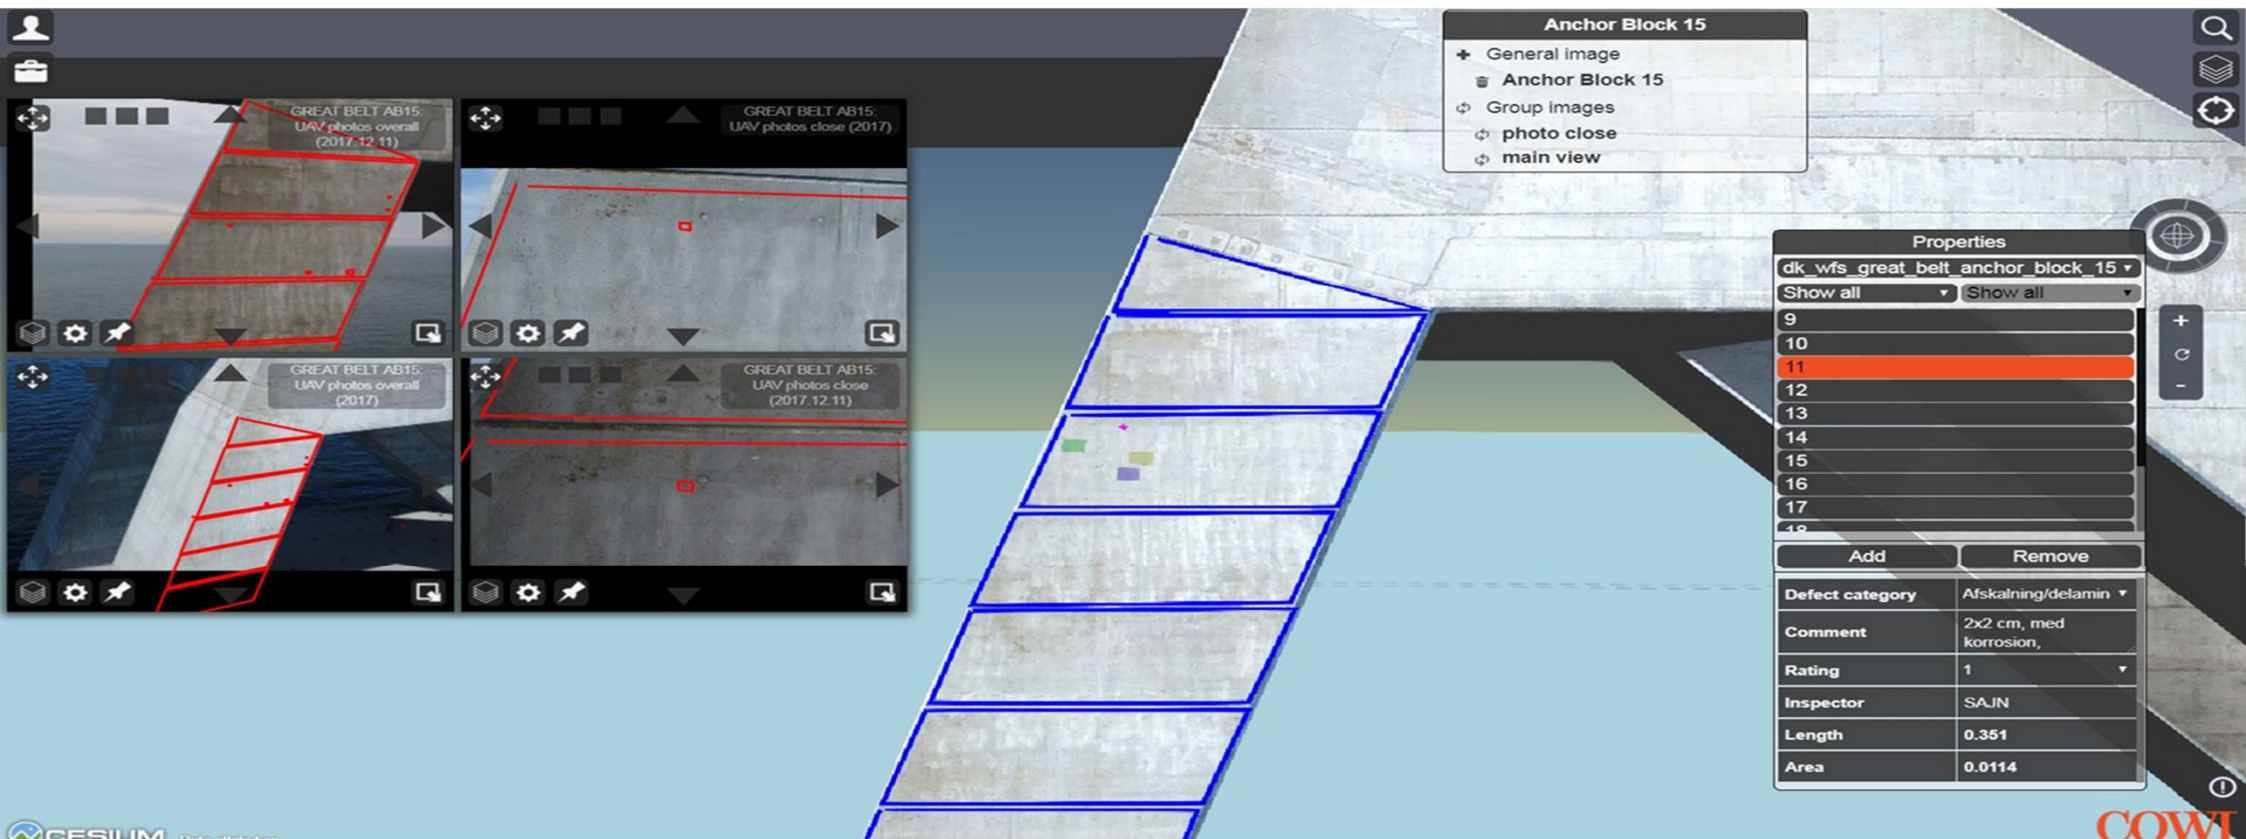 GREAT BELT AB15:
UAV photos overall
(2017.12.11)
GREAT BELT AB15:
UAV photos close (2017)
GREAT BELT AB15:
UAV photos overall
(2017)
GREAT BELT AB15:
UAV photos close
(2017.12.11)
Anchor Block 15
General image
Anchor Block 15
Group images
photo close
main view
Properties
dk_wfs_great_belt_anchor_block_15
Show all Show all
9
10
11
12
13
14
15
16
17
18
Add Remove
Defect category Afskalning/delamin
Comment 2x2 cm, med
korrosion,
Rating 1
Inspector SAJN
Length 0.351
Area 0.0114
CESIUM
COWI